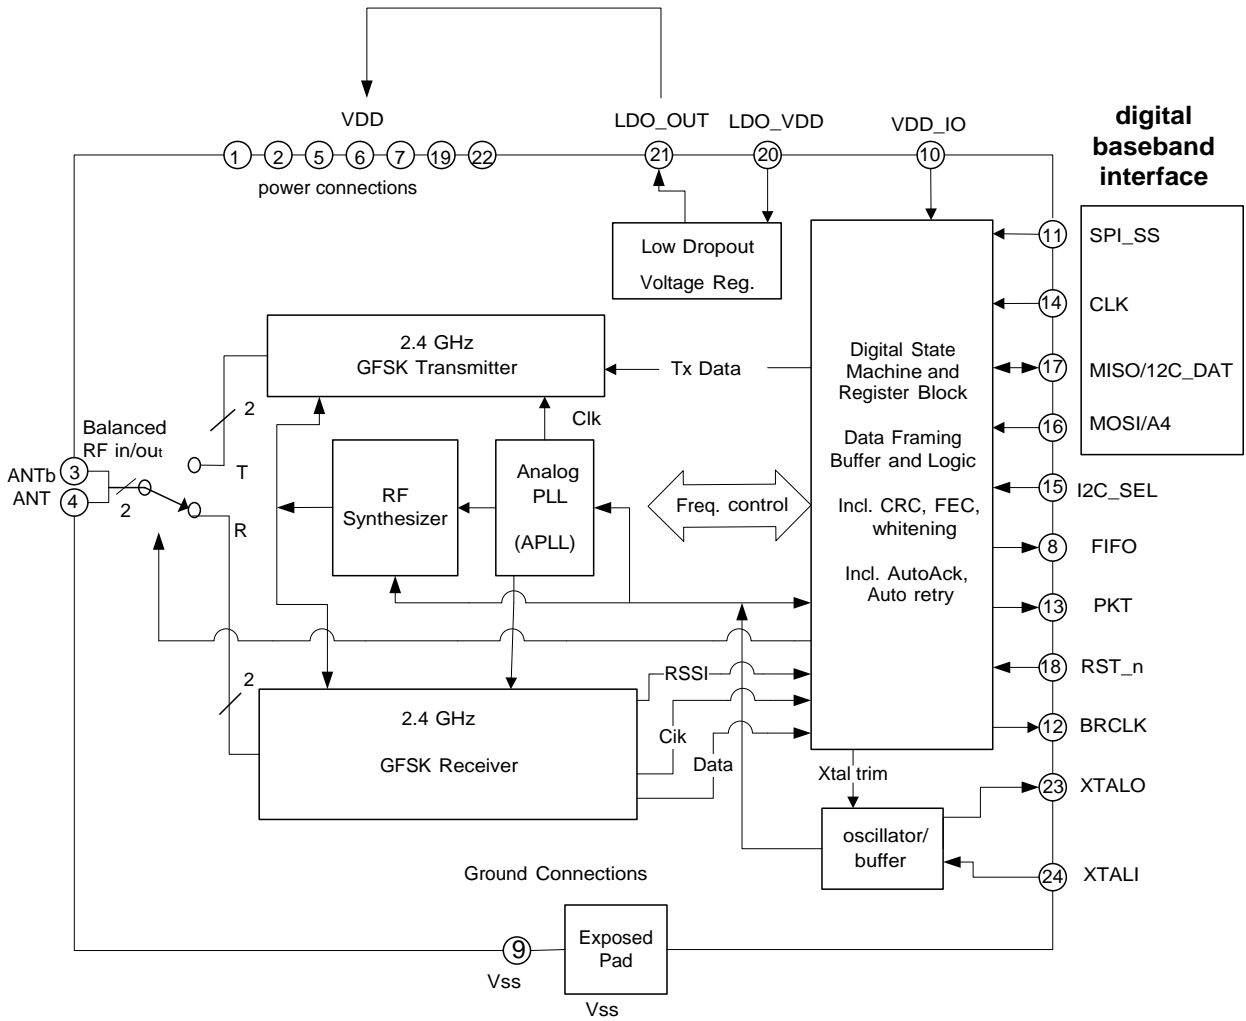 VDD
LDO_OUT
LDO_VDD
VDD_IO
digital
baseband
interface
1
2
5
6
7
19
22
21
20
10
power connections
Low Dropout
Voltage Reg.
11
SPI_SS
14
CLK
17
MISO/12C_DAT
16
MOSI/A4
15
I2C_SEL
8
FIFO
13
PKT
18
RST_n
12
BRCLK
23
XTALO
24
XTALI
2.4 GHz
GFSK Transmitter
Tx Data
Digital State
Machine and
Register Block
Data Framing
Buffer and Logic
Incl. CRC, FEC,
whitening
Incl. AutoAck,
Auto retry
2
Clk
Balanced
RF in/out
ANTb
3
ANT
4
2
T
R
RF
Synthesizer
Analog
PLL
(APLL)
Freq. control
2
RSSI
2.4 GHz
GFSK Receiver
Cik
Data
Xtal trim
oscillator/
buffer
Ground Connections
9
Vss
Exposed
Pad
Vss